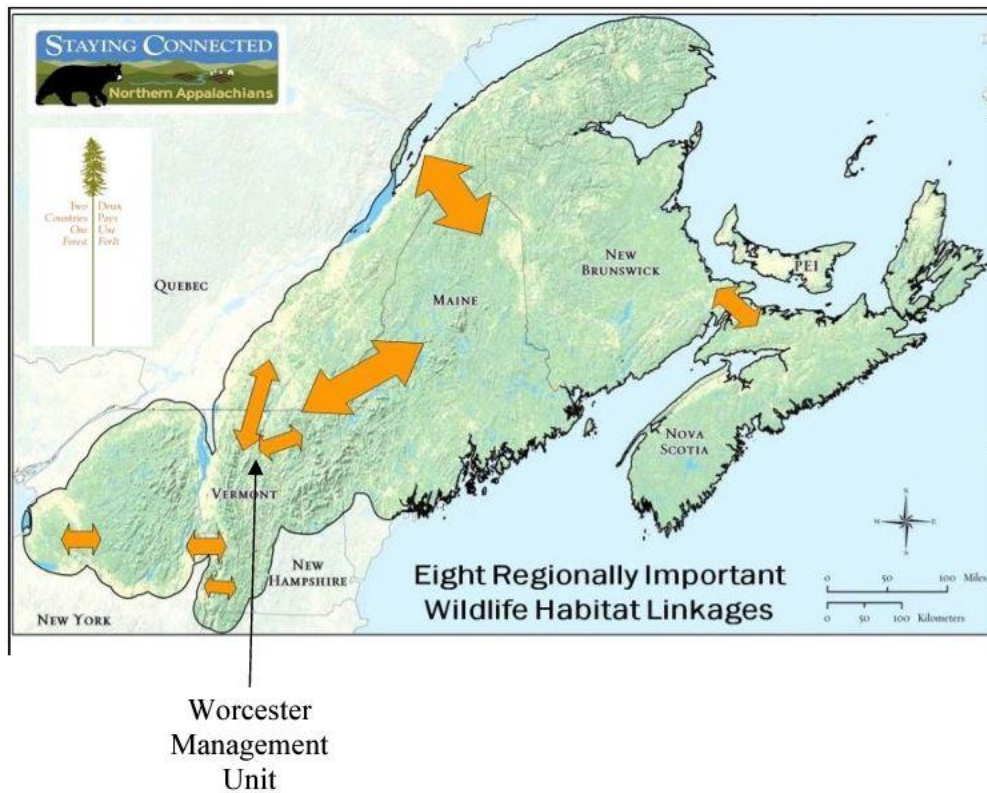 STAYING CONNECTED
Northern Appalachians
Two Deux
Countries Pays
One Une
Forest Forêt
QUEBEC
MAINE
NEW
BRUNSWICK
PEI
NOVA
SCOTIA
VERMONT
NEW
HAMPSHIRE
NEW YORK
N
W E
S
Eight Regionally Important
Wildlife Habitat Linkages
0 50 100 Miles
0 50 100 Kilometers
Worcester
Management
Unit